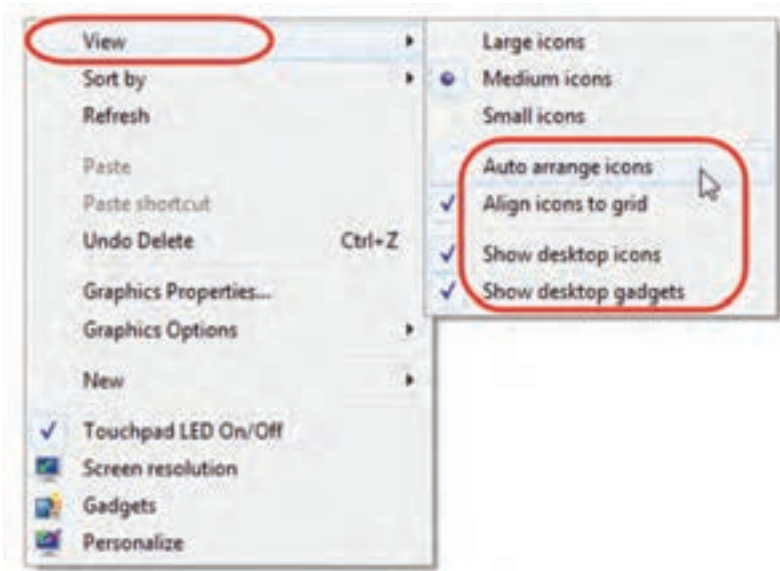 View
Sort by
Refresh
Paste
Paste shortcut
Undo Delete Ctrl+Z
Graphics Properties...
Graphics Options
New
Touchpad LED On/Off
Screen resolution
Gadgets
Personalize
Large icons
Medium icons
Small icons
Auto arrange icons
Align icons to grid
Show desktop icons
Show desktop gadgets